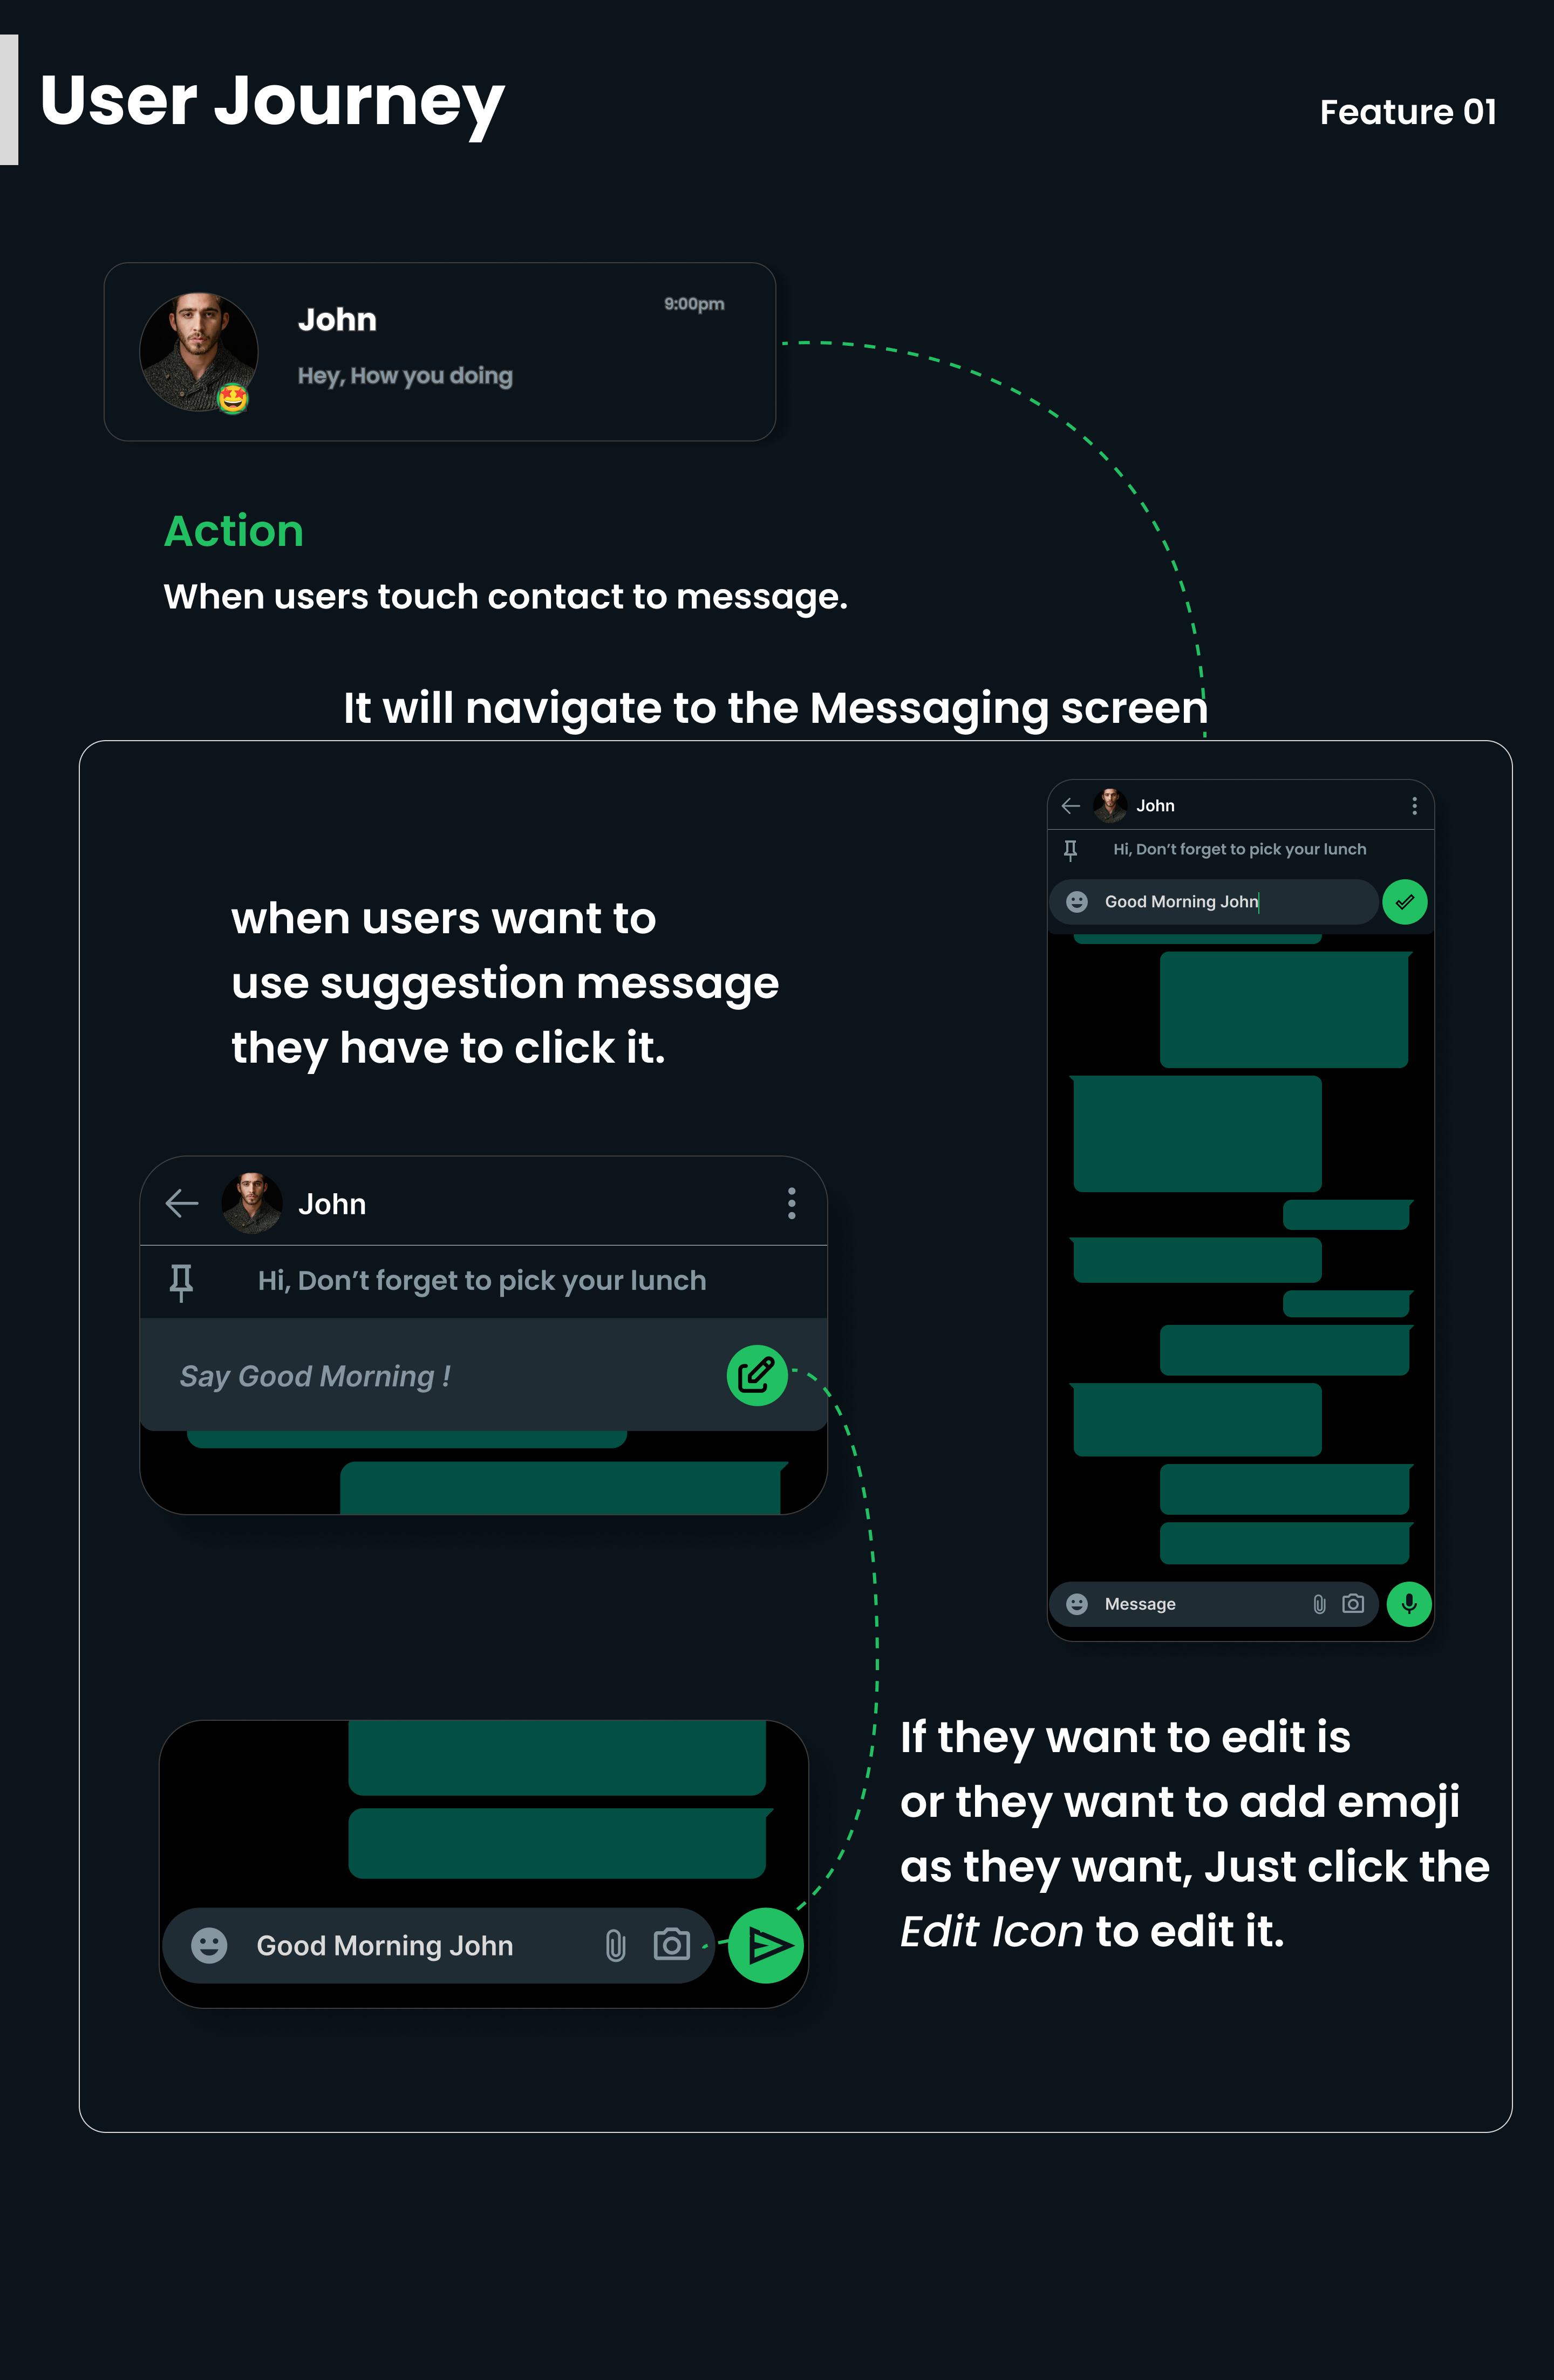 User Journey
Feature 01
John
9:00pm
Hey, How you doing
Action
When users touch contact to message.
It will navigate to the Messaging screen
John
Hi, Don’t forget to pick your lunch
Good Morning John
when users want to
use suggestion message
they have to click it.
John
Hi, Don’t forget to pick your lunch
Say Good Morning !
Message
If they want to edit is
or they want to add emoji
as they want, Just click the
Edit Icon to edit it.
Good Morning John